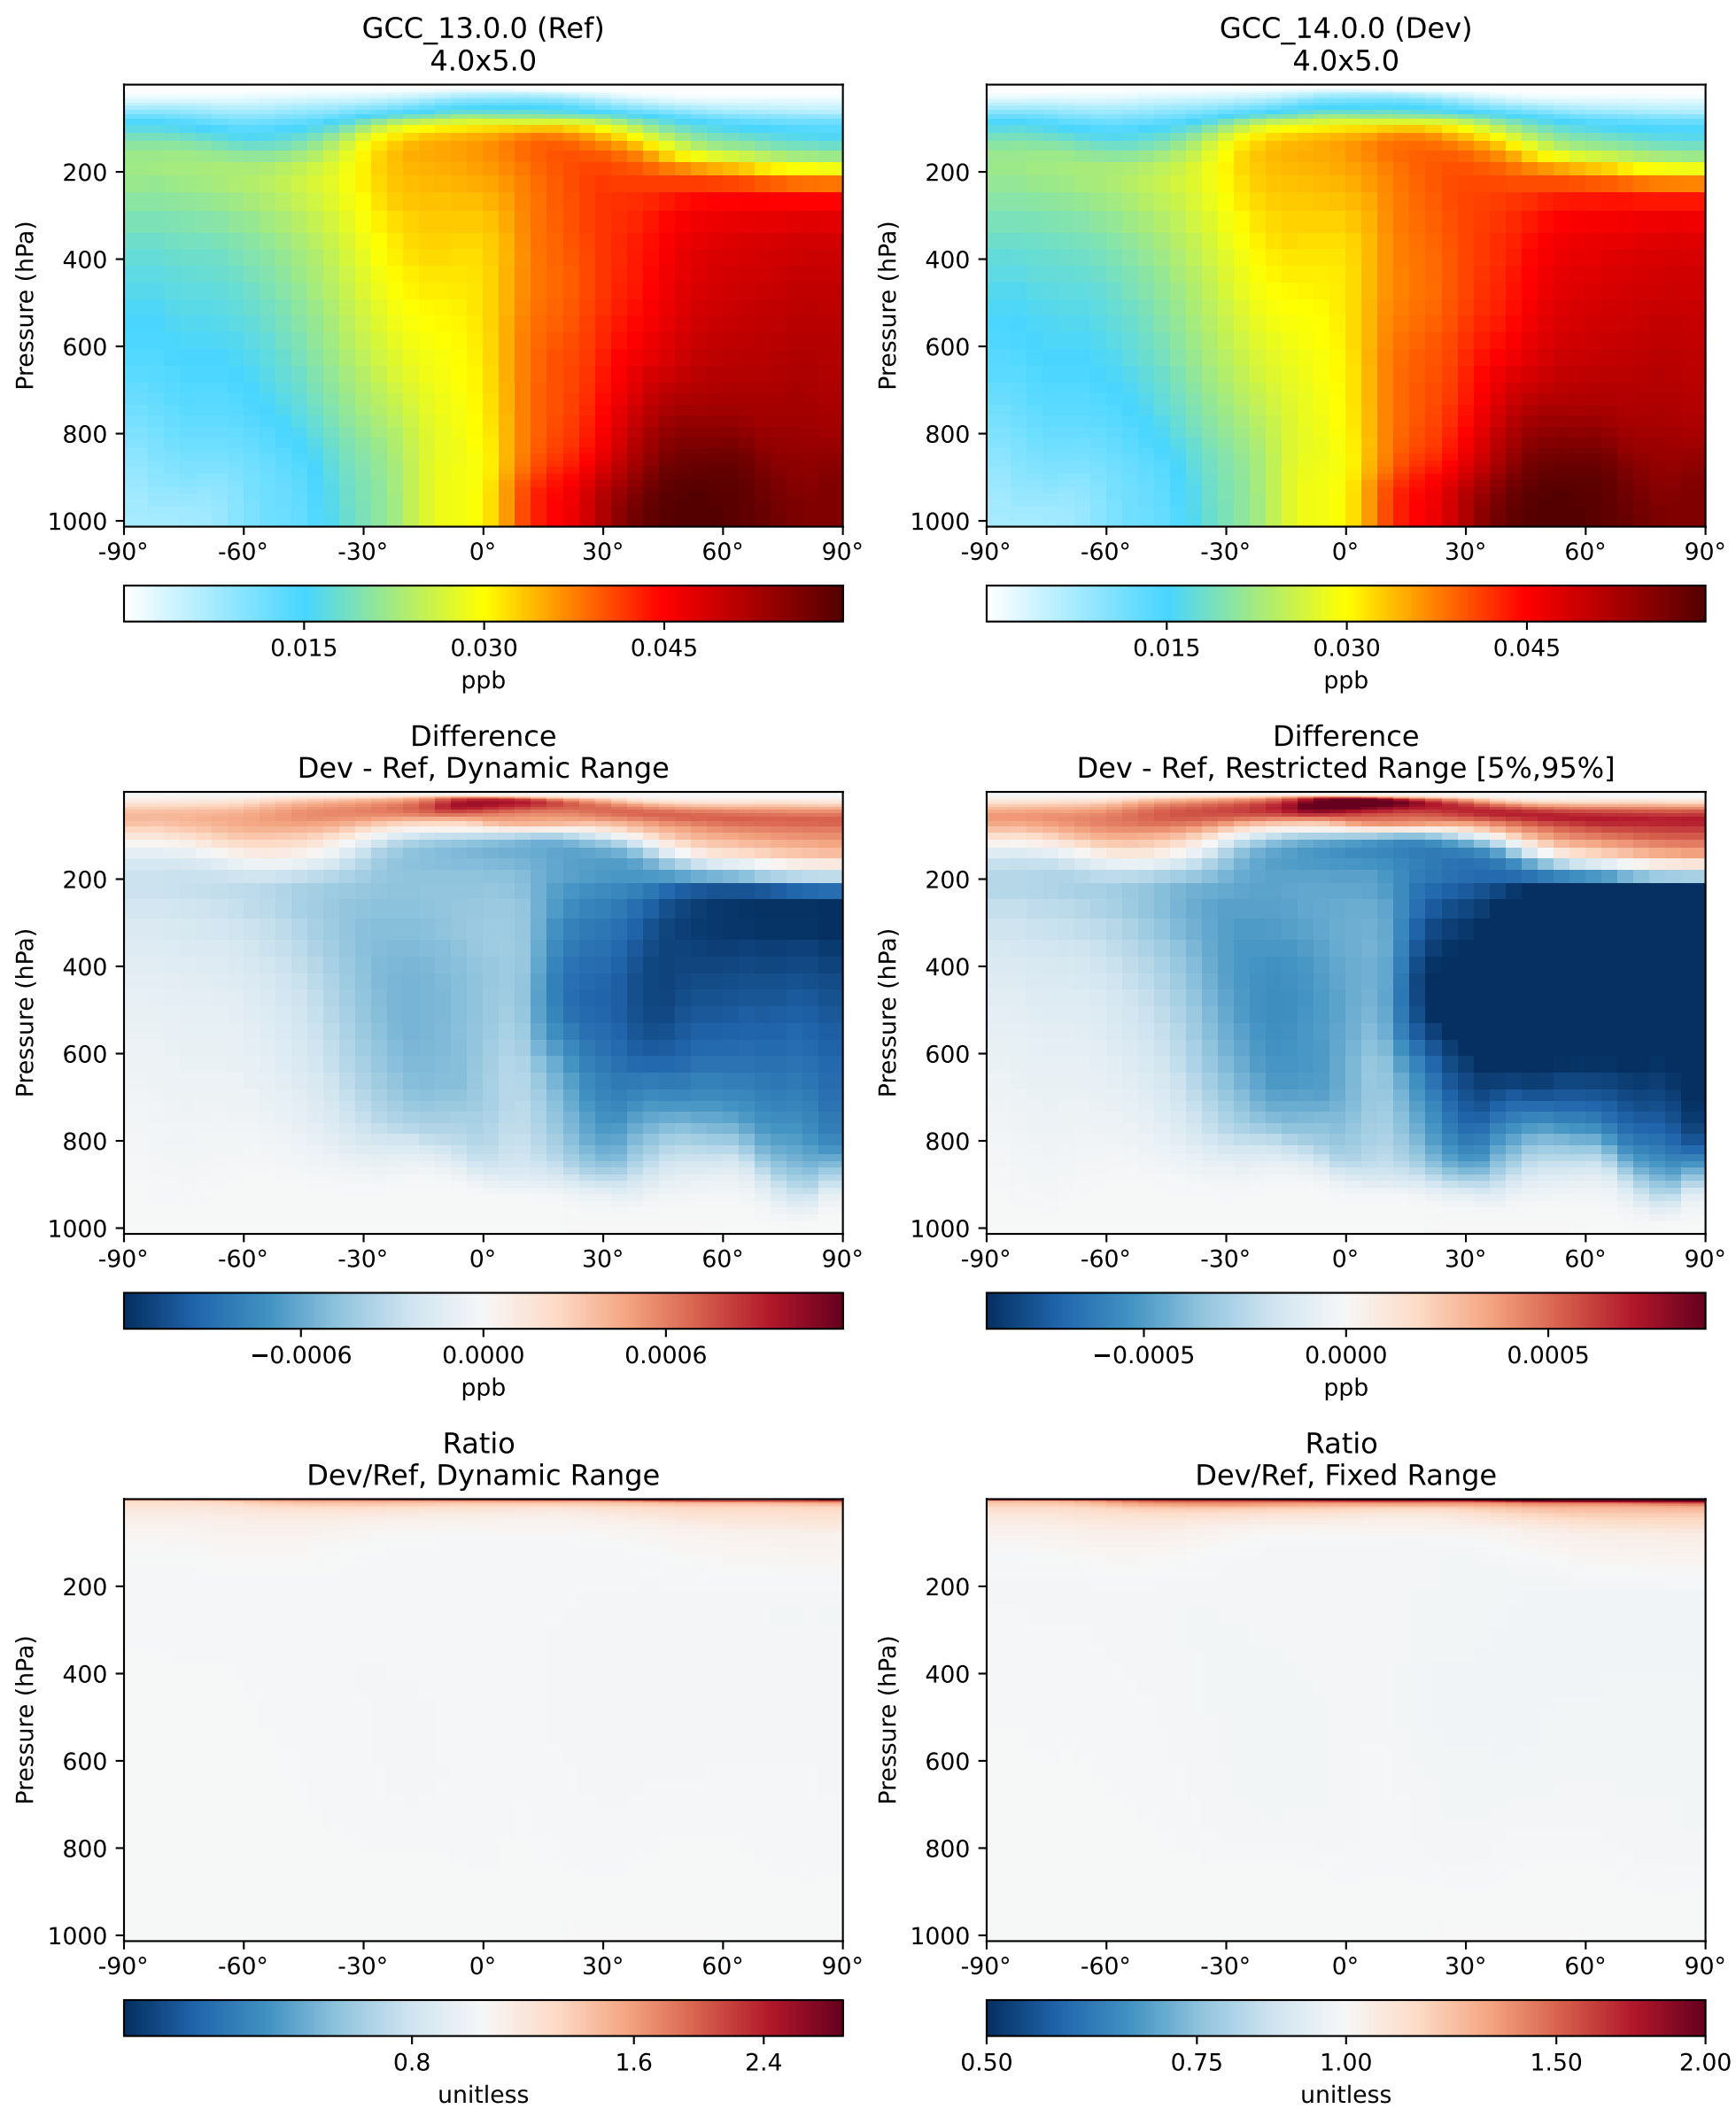 GCC_13.0.0 (Ref)
4.0x5.0
Pressure (hPa)
200
400
600
800
1000
-90° -60° -30° 0° 30° 60° 90°
0.015 0.030 0.045
ppb
GCC_14.0.0 (Dev)
4.0x5.0
Pressure (hPa)
200
400
600
800
1000
-90° -60° -30° 0° 30° 60° 90°
0.015 0.030 0.045
ppb
Difference
Dev - Ref, Dynamic Range
Pressure (hPa)
200
400
600
800
1000
-90° -60° -30° 0° 30° 60° 90°
−0.0006 0.0000 0.0006
ppb
Difference
Dev - Ref, Restricted Range [5%,95%]
Pressure (hPa)
200
400
600
800
1000
-90° -60° -30° 0° 30° 60° 90°
−0.0005 0.0000 0.0005
ppb
Ratio
Dev/Ref, Dynamic Range
Pressure (hPa)
200
400
600
800
1000
-90° -60° -30° 0° 30° 60° 90°
0.8 1.6 2.4
unitless
Ratio
Dev/Ref, Fixed Range
Pressure (hPa)
200
400
600
800
1000
-90° -60° -30° 0° 30° 60° 90°
0.50 0.75 1.00 1.50 2.00
unitless